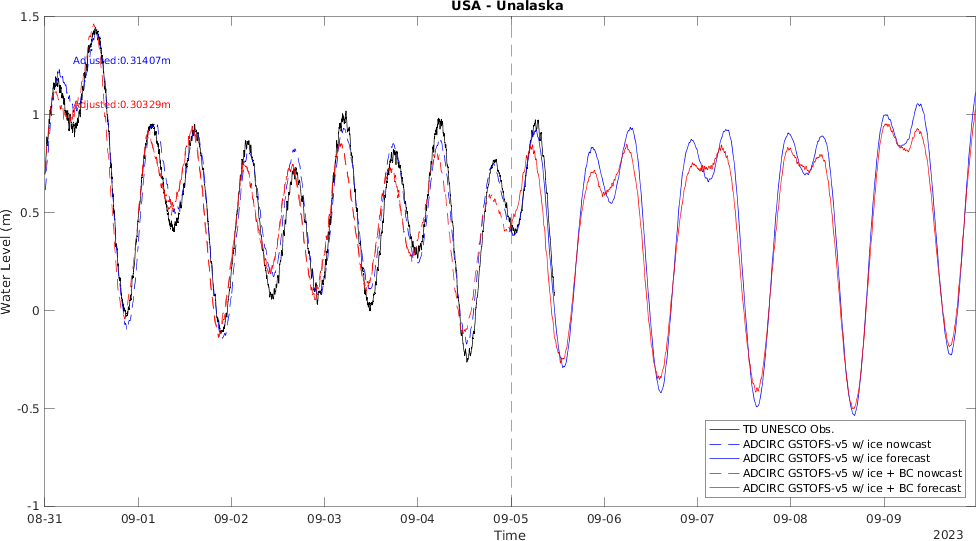 USA - Unalaska
1.5
Adjusted:0.31407m
Adjusted:0.30329m
1
0.5
0
-0.5
-1
Water Level (m)
TD UNESCO Obs.
ADCIRC GSTOFS-v5 w/ ice nowcast
ADCIRC GSTOFS-v5 w/ ice forecast
ADCIRC GSTOFS-v5 w/ ice + BC nowcast
ADCIRC GSTOFS-v5 w/ ice + BC forecast
08-31 09-01 09-02 09-03 09-04 09-05 09-06 09-07 09-08 09-09
Time
2023